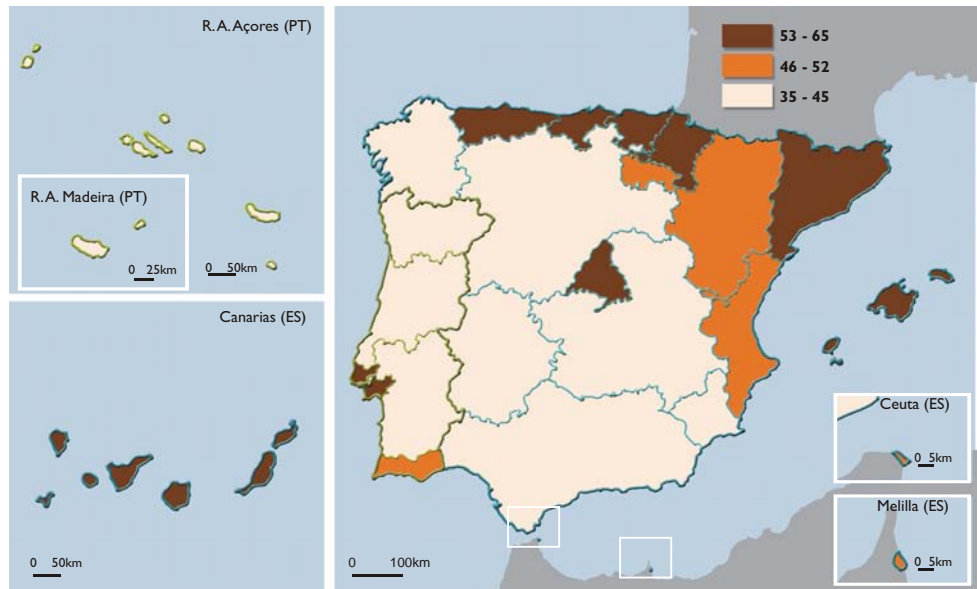 R. A. Açores (PT)
R. A. Madeira (PT)
0 25km
0 50km
Canarias (ES)
0 50km
53 - 65
46 - 52
35 - 45
0 100km
Ceuta (ES)
0 5km
Melilla (ES)
0 5km